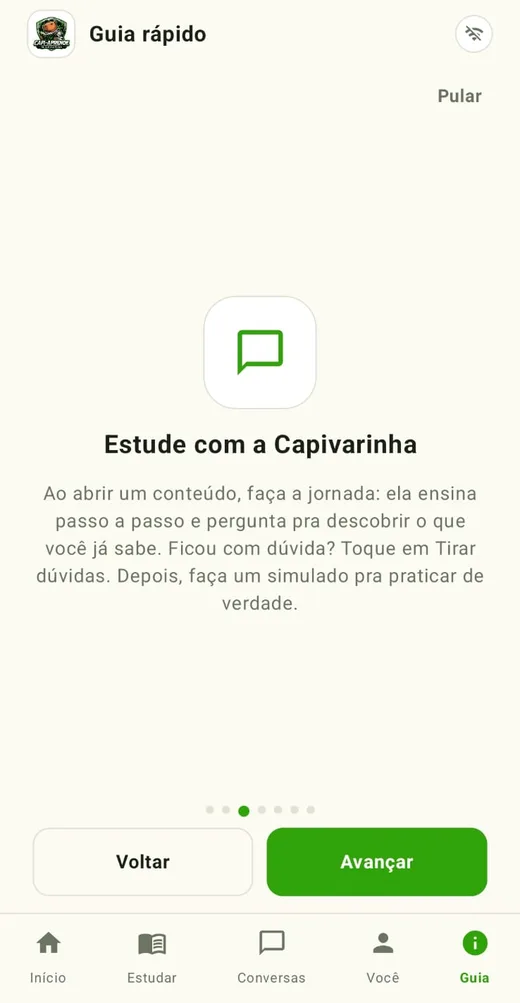 Guia rápido
Pular
Estude com a Capivarinha
Ao abrir um conteúdo, faça a jornada: ela ensina
passo a passo e pergunta pra descobrir o que
você já sabe. Ficou com dúvida? Toque em Tirar
dúvidas. Depois, faça um simulado pra praticar de
verdade.
Voltar
Avançar
Início
Estudar
Conversas
Você
Guia